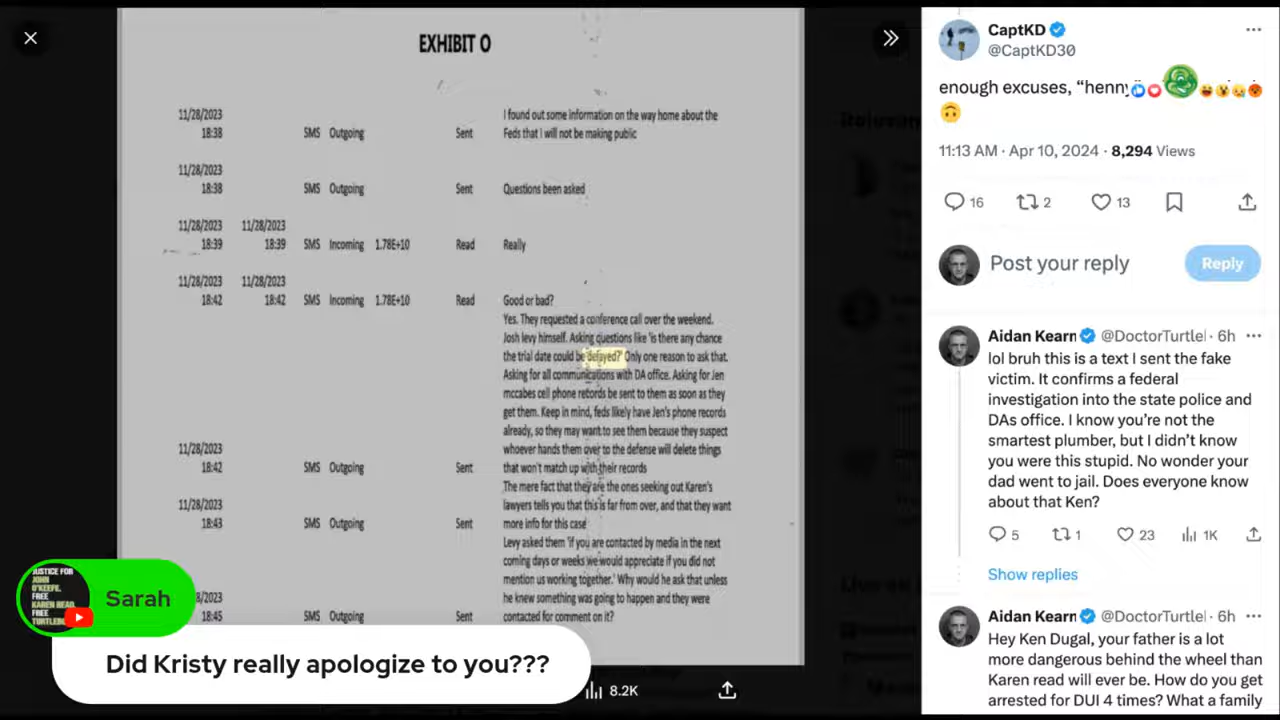 EXHIBIT O
11/28/2023
18:38 SMS Outgoing Sent
I found out some information on the way home about the
Feds that I will not be making public
11/28/2023
18:38 SMS Outgoing Sent Questions been asked
11/28/2023 11/28/2023
18:39 18:39 SMS Incoming 1.78E+10 Read Really
11/28/2023 11/28/2023
18:42 18:42 SMS Incoming 1.78E+10 Read Good or bad?
Yes. They requested a conference call over the weekend.
Josh levy himself. Asking questions like 'is there any chance
the trial date could be delayed?' Only one reason to ask that.
Asking for all communications with DA office. Asking for Jen
mccabes cell phone records be sent to them as soon as they
get them. Keep in mind, feds likely have Jen's phone records
already, so they may want to see them because they suspect
whoever hands them over to the defense will delete things
that won't match up with their records
11/28/2023
18:42 SMS Outgoing Sent
The mere fact that they are the ones seeking out Karen's
lawyers tells you that this is far from over, and that they want
more info for this case
11/28/2023
18:43 SMS Outgoing Sent
Levy asked them 'if you are contacted by media in the next
coming days or weeks we would appreciate if you did not
mention us working together.' Why would he ask that unless
he knew something was going to happen and they were
contacted for comment on it?
8/2023
18:45 SMS Outgoing Sent
8.2K
JUSTICE FOR
JOHN
O'KEEFE.
FREE
KAREN READ.
FREE
TURTLEBOY
Sarah
Did Kristy really apologize to you???
CaptKD
@CaptKD30
enough excuses, “henny
11:13 AM · Apr 10, 2024 · 8,294 Views
16 2 13
Post your reply
Reply
Aidan Kearn @DoctorTurtlel · 6h
lol bruh this is a text I sent the fake
victim. It confirms a federal
investigation into the state police and
DAs office. I know you’re not the
smartest plumber, but I didn’t know
you were this stupid. No wonder your
dad went to jail. Does everyone know
about that Ken?
5 1 23 1K
Show replies
Aidan Kearn @DoctorTurtlel · 6h
Hey Ken Dugal, your father is a lot
more dangerous behind the wheel than
Karen read will ever be. How do you get
arrested for DUI 4 times? What a family